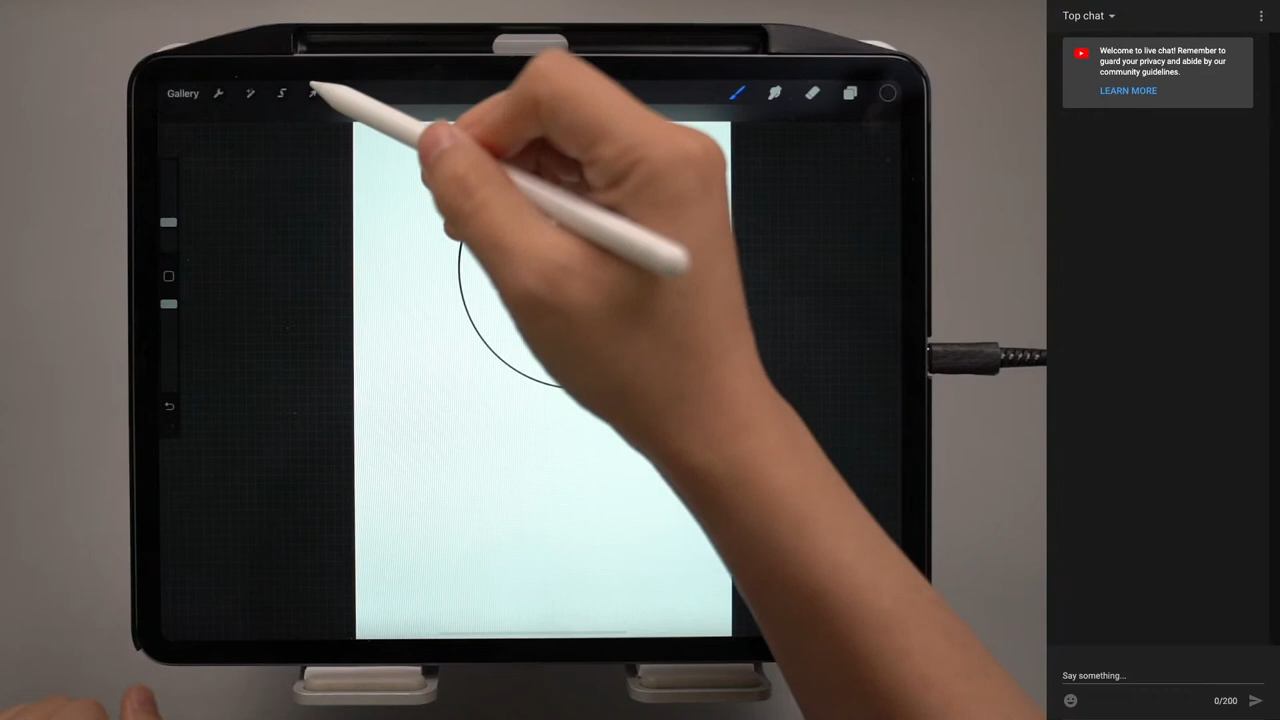 Gallery
Top chat
Welcome to live chat! Remember to
guard your privacy and abide by our
community guidelines.
LEARN MORE
Say something...
0/200